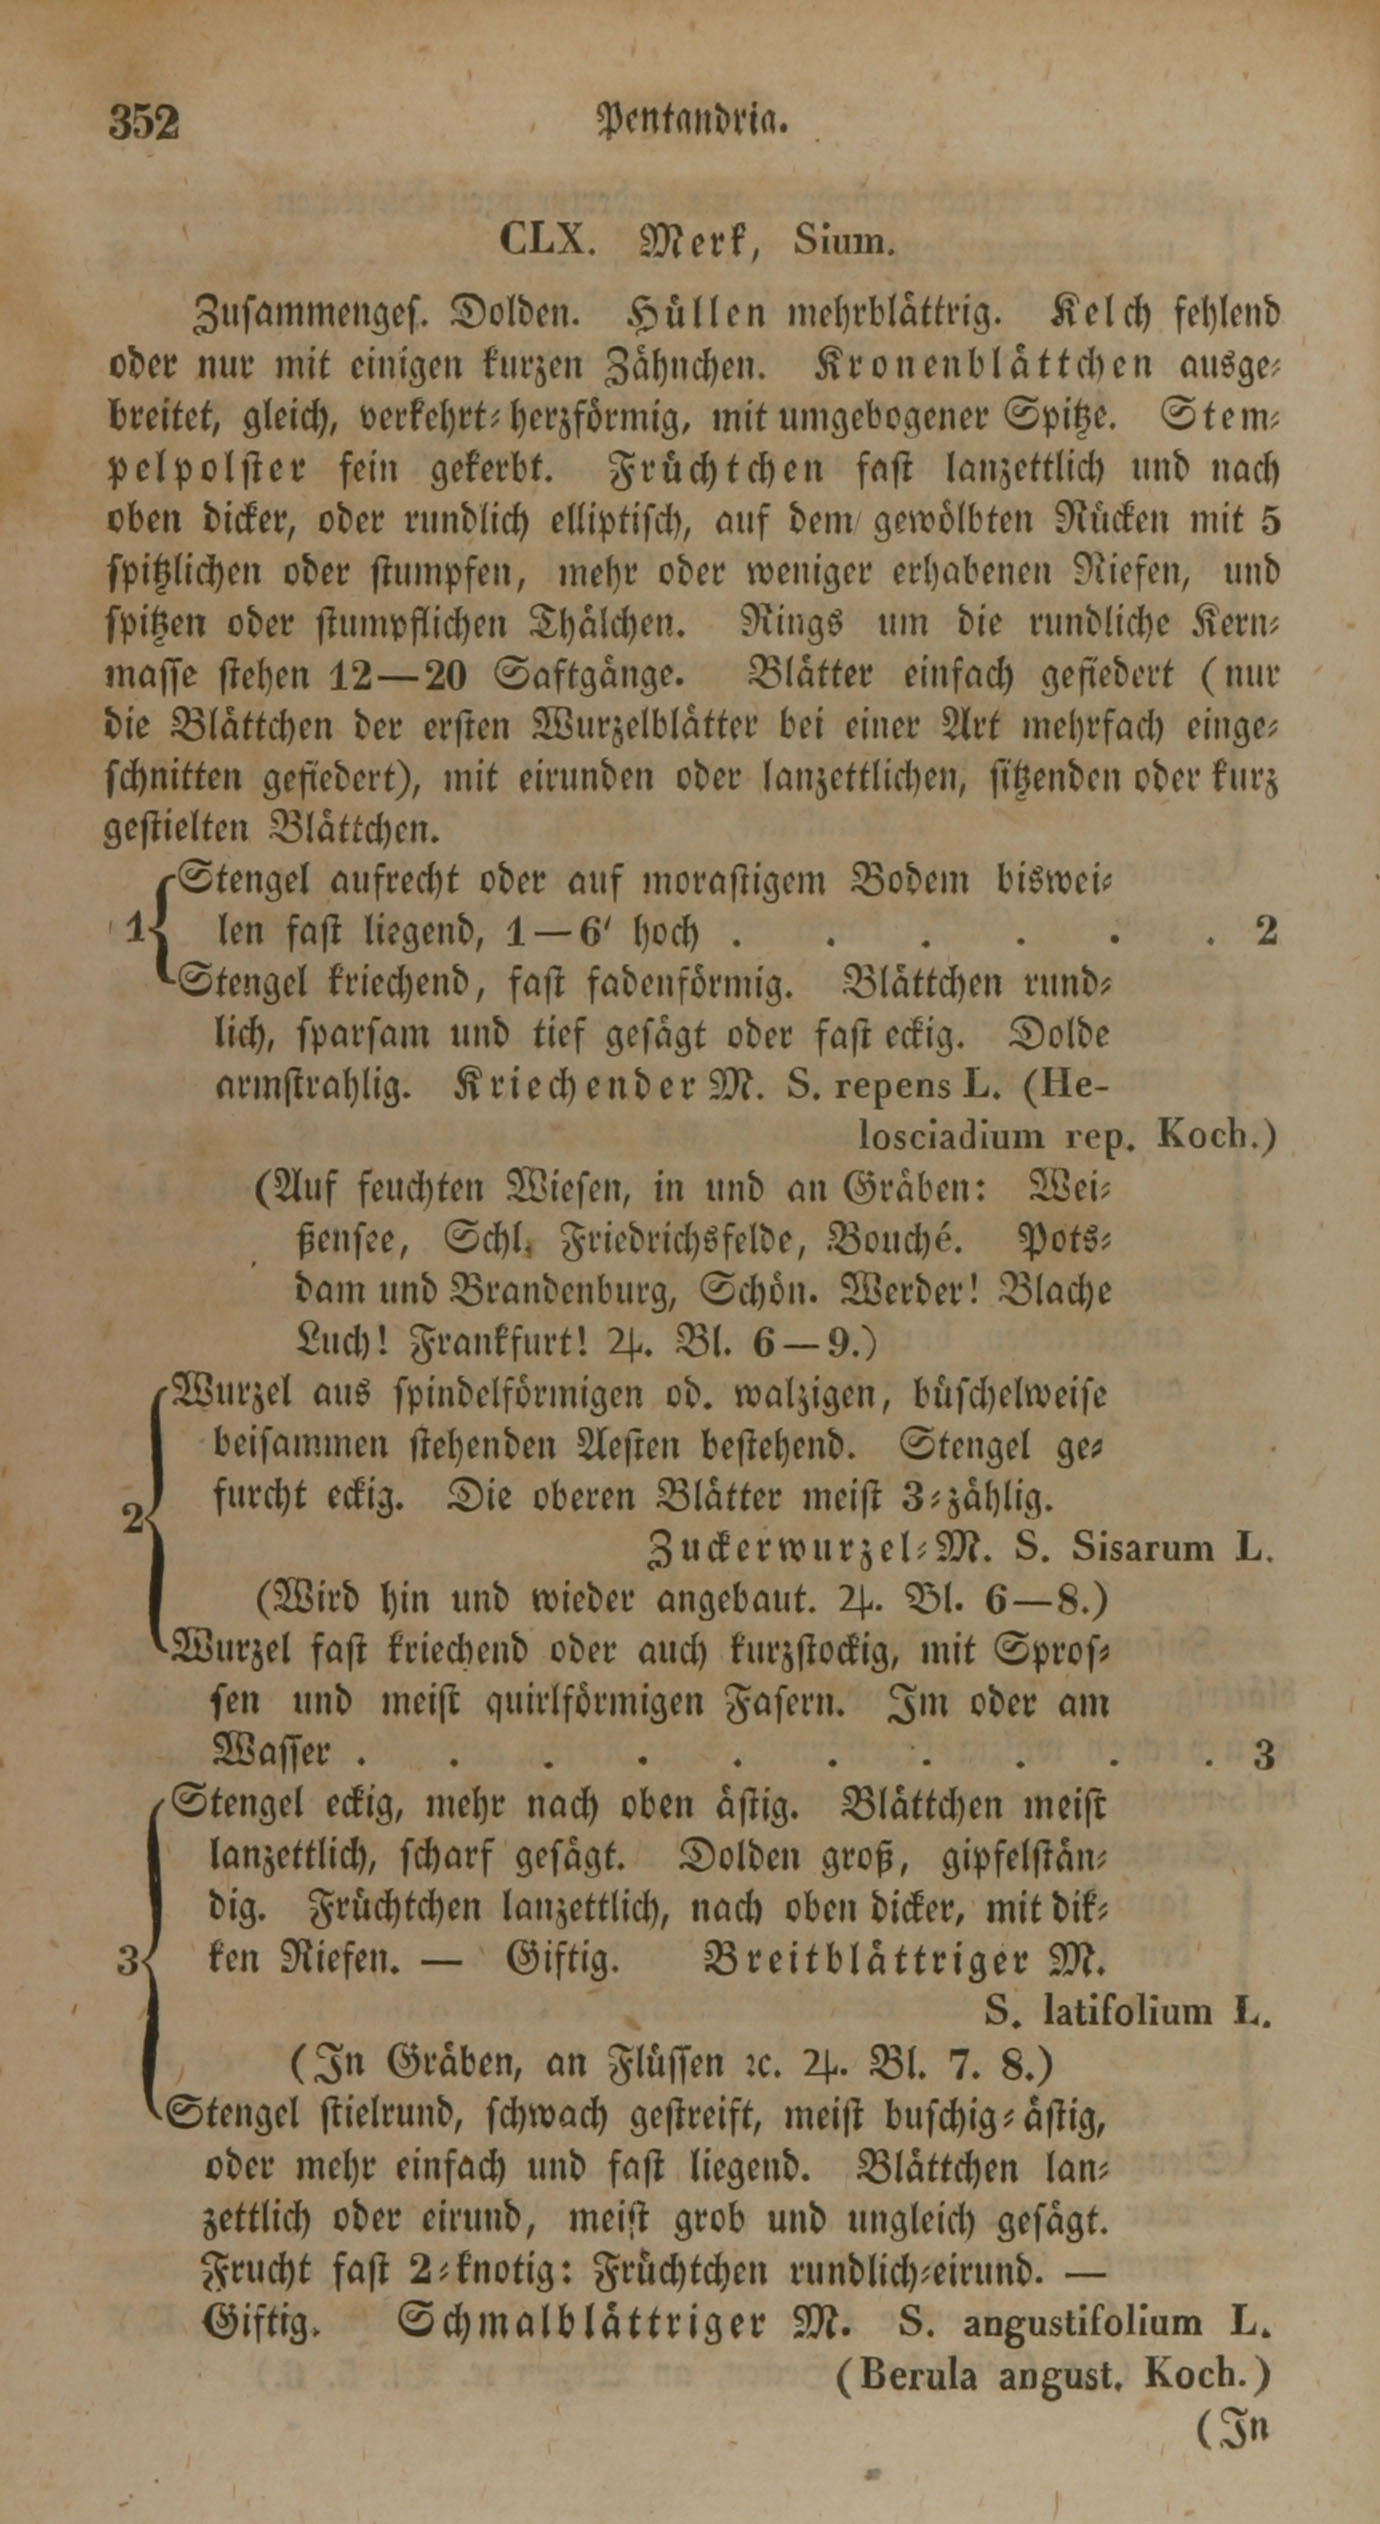 352 Pentandria.
CLX. Merk, Sium.
Zusammenges. Dolden. Hüllen mehrblättrig. Kelch fehlend
oder nur mit einigen kurzen Zähnchen. Kronenblättchen ausge-
breitet, gleich, verkehrt-herzförmig, mit umgebogener Spitze. Stem-
pelpolster fein gekerbt. Früchtchen fast lanzettlich und nach
oben dicker, oder rundlich elliptisch, auf dem gewölbten Rücken mit 5
spitzlichen oder stumpfen, mehr oder weniger erhabenen Riefen, und
spitzen oder stumpflichen Thälchen. Rings um die rundliche Kern-
masse stehen 12—20 Saftgänge. Blätter einfach gefiedert (nur
die Blättchen der ersten Wurzelblätter bei einer Art mehrfach einge-
schnitten gefiedert), mit eirunden oder lanzettlichen, sitzenden oder kurz
gestielten Blättchen.
Stengel aufrecht oder auf morastigem Bodem biswei-
1 len fast liegend, 1—6' hoch . . . . . . 2
Stengel kriechend, fast fadenförmig. Blättchen rund-
lich, sparsam und tief gesägt oder fast eckig. Dolde
armstrahlig. Kriechender M. S. repens L. (He-
losciadium rep. Koch.)
(Auf feuchten Wiesen, in und an Gräben: Wei-
ßensee, Schl. Friedrichsfelde, Bouché. Pots-
dam und Brandenburg, Schön. Werder! Blache
Luch! Frankfurt! ♃. Bl. 6—9.)
Wurzel aus spindelförmigen od. walzigen, büschelweise
beisammen stehenden Aesten bestehend. Stengel ge-
2 furcht eckig. Die oberen Blätter meist 3-zählig.
Zuckerwurzel-M. S. Sisarum L.
(Wird hin und wieder angebaut. ♃. Bl. 6—8.)
Wurzel fast kriechend oder auch kurzstockig, mit Spros-
sen und meist quirlförmigen Fasern. Im oder am
Wasser . . . . . . . . . . 3
Stengel eckig, mehr nach oben ästig. Blättchen meist
lanzettlich, scharf gesägt. Dolden groß, gipfelstän-
dig. Früchtchen lanzettlich, nach oben dicker, mit dik-
3 ken Riefen. — Giftig. Breitblättriger M.
S. latifolium L.
(In Gräben, an Flüssen ꝛc. ♃. Bl. 7. 8.)
Stengel stielrund, schwach gestreift, meist buschig-ästig,
oder mehr einfach und fast liegend. Blättchen lan-
zettlich oder eirund, meist grob und ungleich gesägt.
Frucht fast 2-knotig: Früchtchen rundlich-eirund. —
Giftig. Schmalblättriger M. S. angustifolium L.
(Berula angust. Koch.)
(In